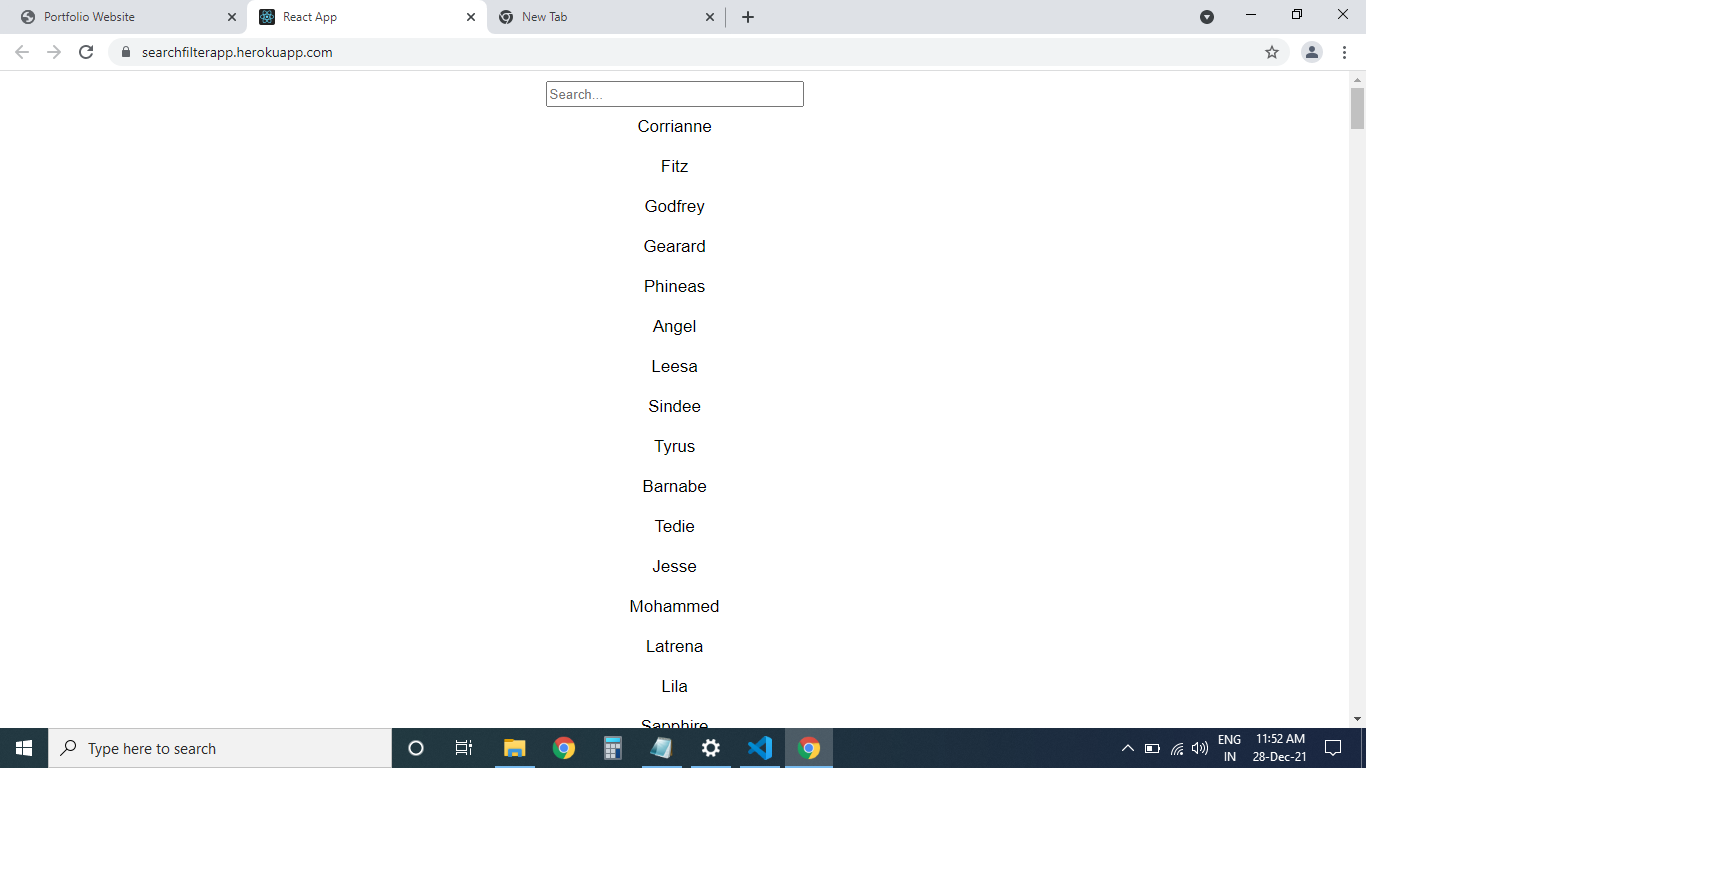 Portfolio Website
React App
New Tab
searchfilterapp.herokuapp.com
Search...
Corrianne
Fitz
Godfrey
Gearard
Phineas
Angel
Leesa
Sindee
Tyrus
Barnabe
Tedie
Jesse
Mohammed
Latrena
Lila
Sapphire
Type here to search
ENG
IN
11:52 AM
28-Dec-21